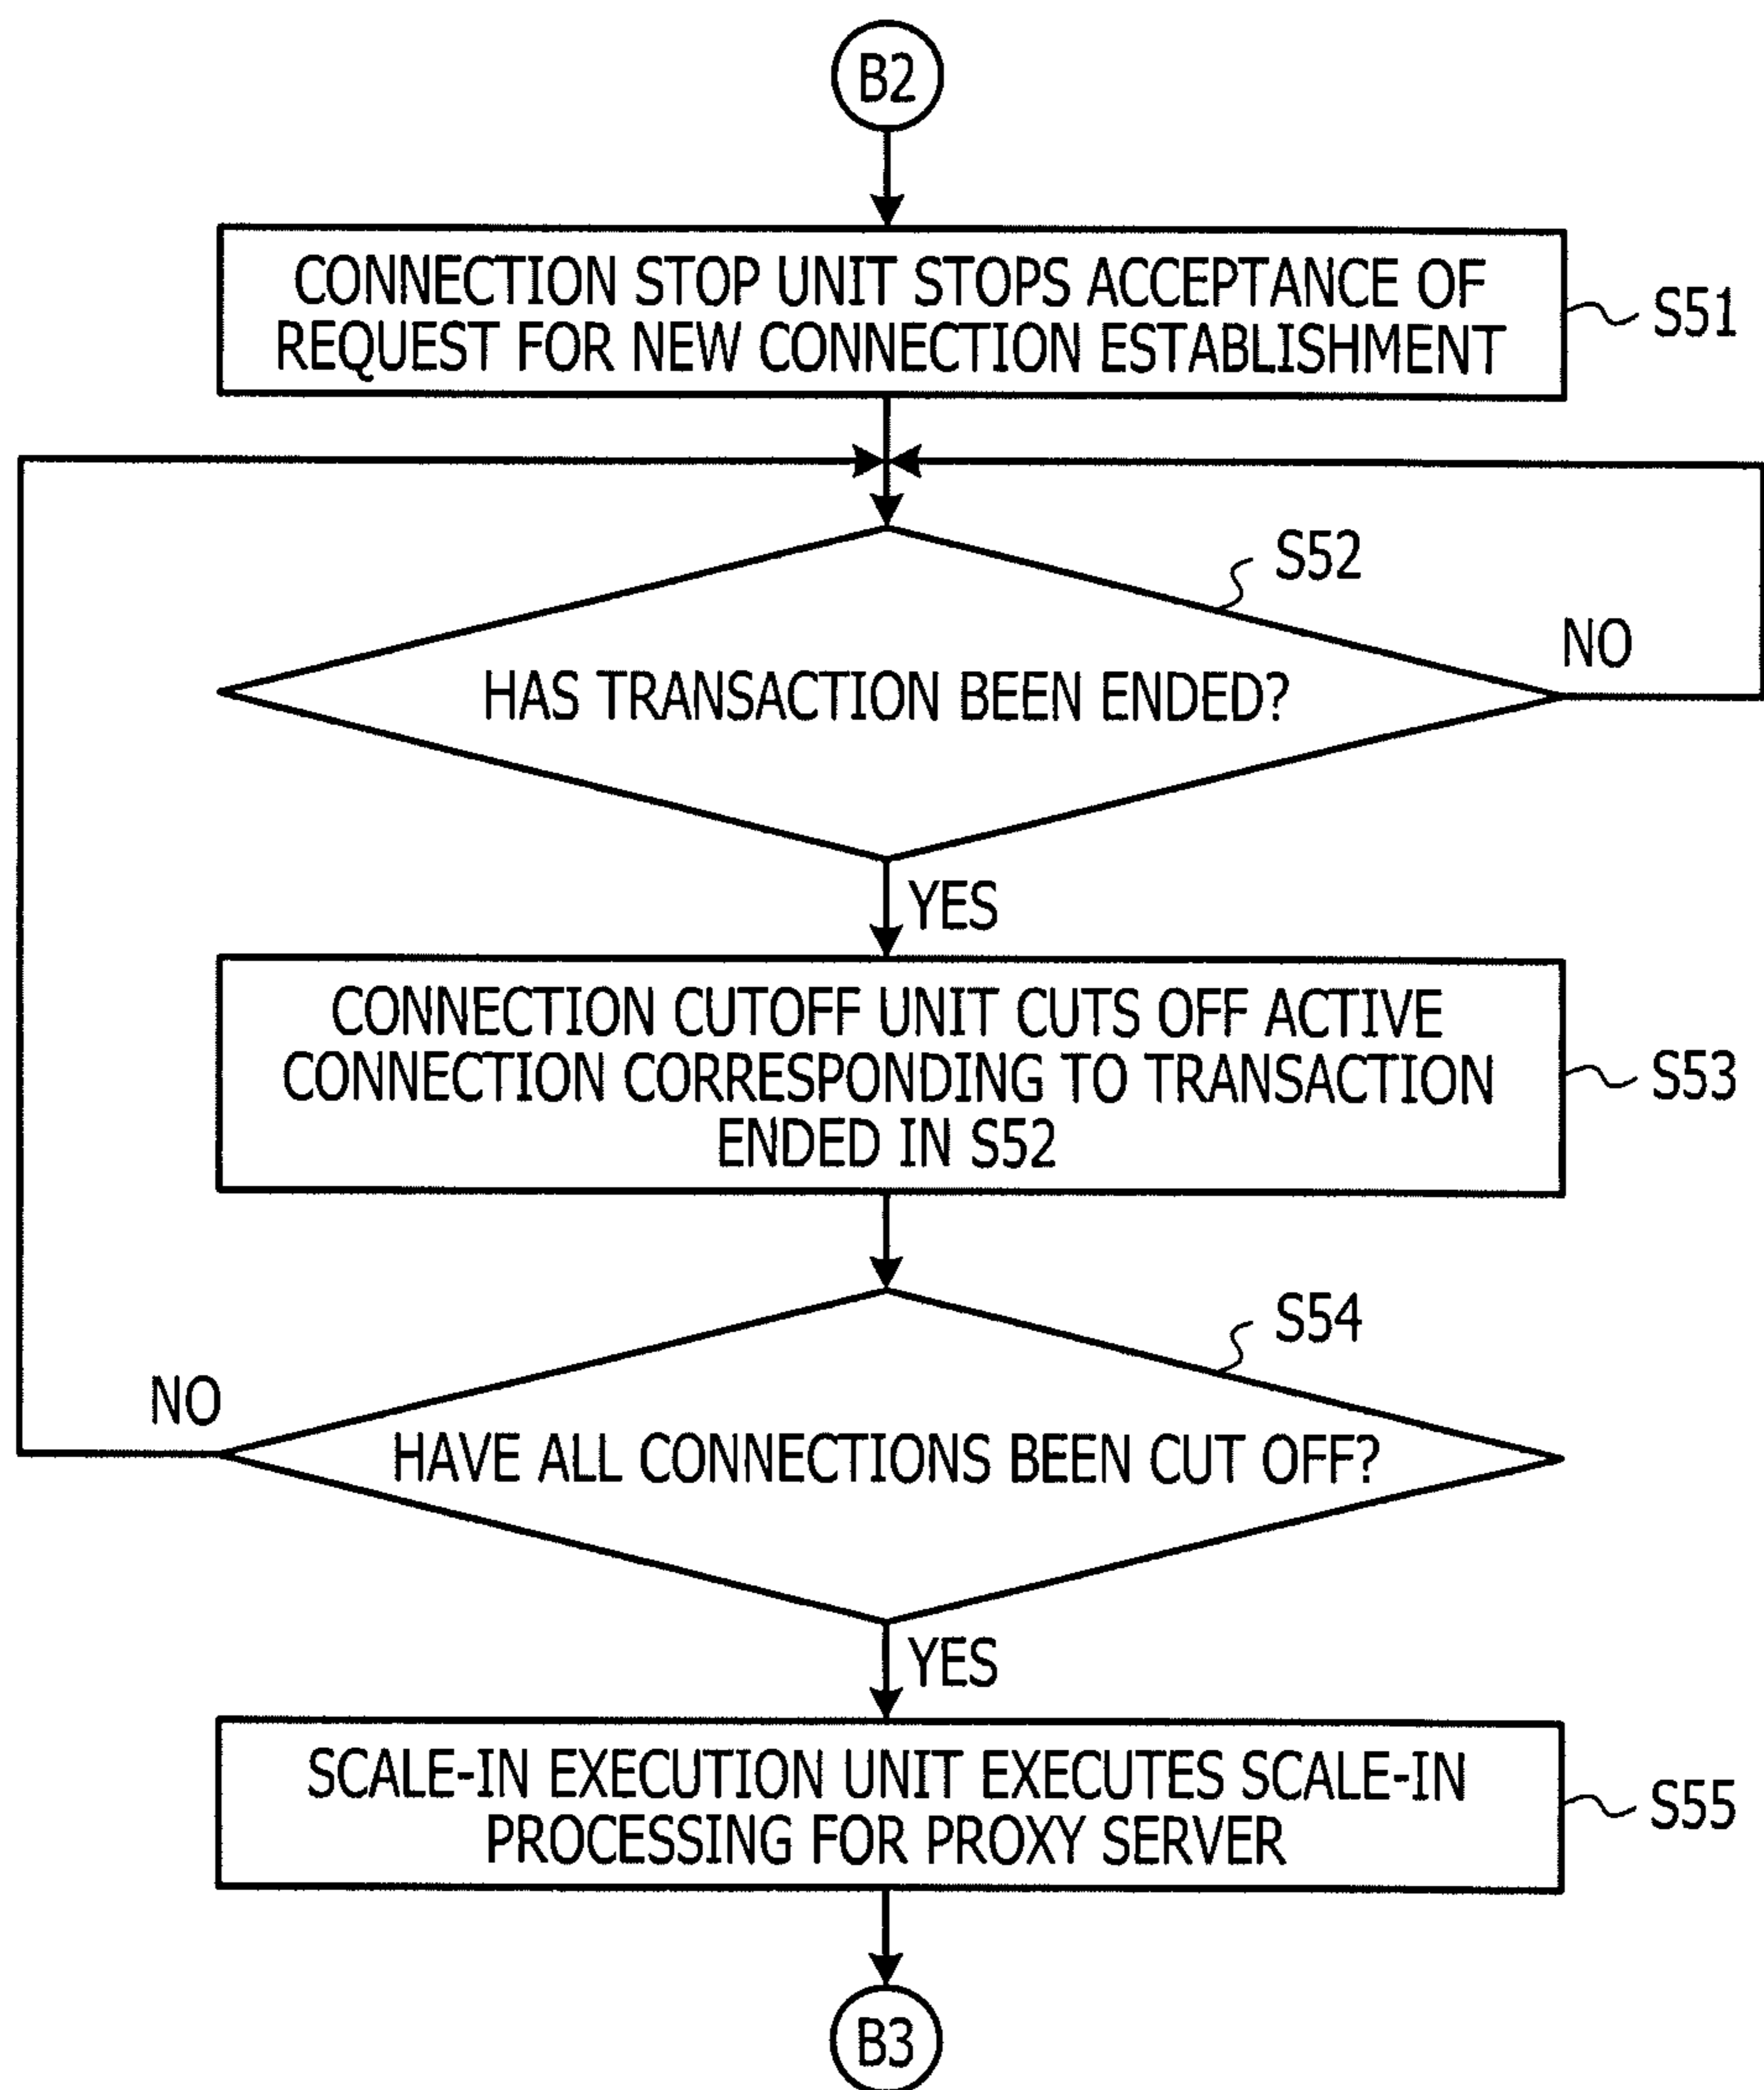 B2
CONNECTION STOP UNIT STOPS ACCEPTANCE OF
REQUEST FOR NEW CONNECTION ESTABLISHMENT
S51
S52
NO
HAS TRANSACTION BEEN ENDED?
YES
CONNECTION CUTOFF UNIT CUTS OFF ACTIVE
CONNECTION CORRESPONDING TO TRANSACTION
ENDED IN S52
S53
S54
NO
HAVE ALL CONNECTIONS BEEN CUT OFF?
YES
SCALE-IN EXECUTION UNIT EXECUTES SCALE-IN
PROCESSING FOR PROXY SERVER
S55
B3